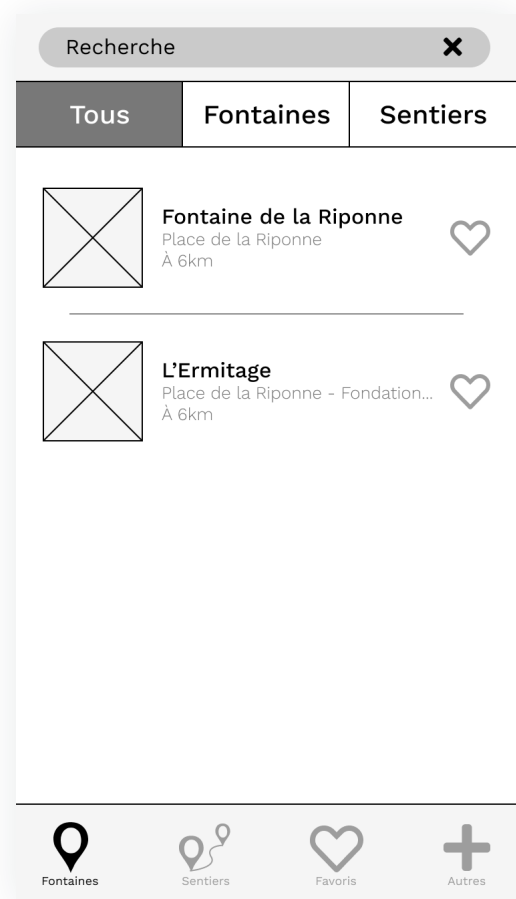 Recherche
Tous
Fontaines
Sentiers
Fontaine de la Riponne
Place de la Riponne
À 6km
L’Ermitage
Place de la Riponne - Fondation...
À 6km
Fontaines
Sentiers
Favoris
Autres